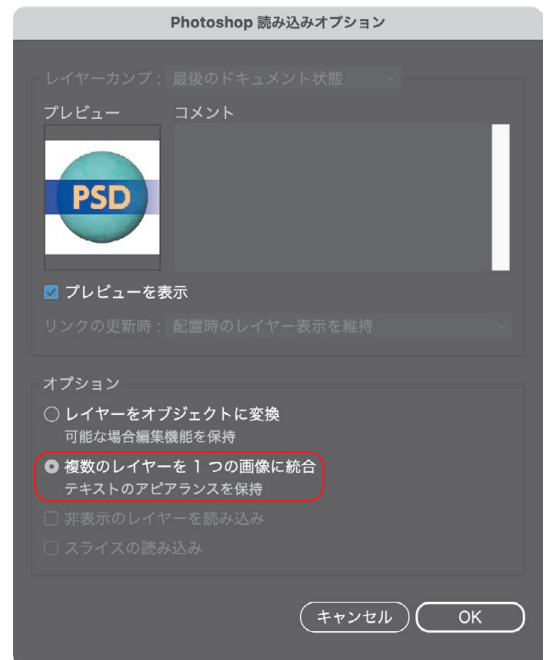 Photoshop 読み込みオプション
レイヤーカンプ : 最後のドキュメント状態
プレビュー コメント
PSD
プレビューを表示
リンクの更新時 : 配置時のレイヤー表示を維持
オプション
レイヤーをオブジェクトに変換
可能な場合編集機能を保持
複数のレイヤーを 1 つの画像に統合
テキストのアピアランスを保持
非表示のレイヤーを読み込み
スライスの読み込み
キャンセル OK